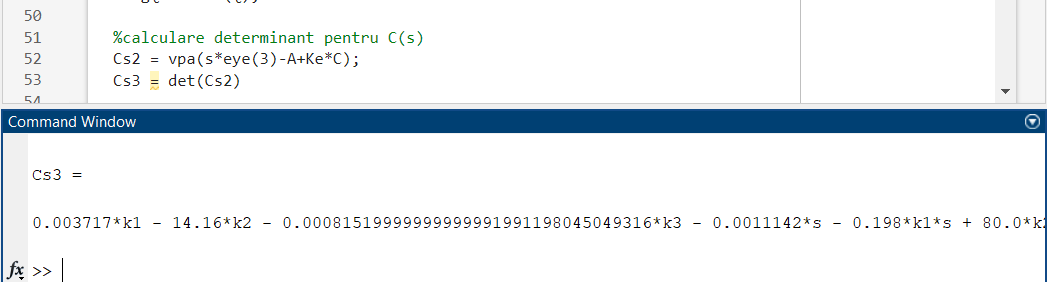 50
51 %calculare determinant pentru C(s)
52 Cs2 = vpa(s*eye(3)-A+Ke*C);
53 Cs3 = det(Cs2)
54
Command Window
Cs3 =
0.003717*k1 - 14.16*k2 - 0.00081519999999999991991198045049316*k3 - 0.0011142*s - 0.198*k1*s + 80.0*k
fx >>